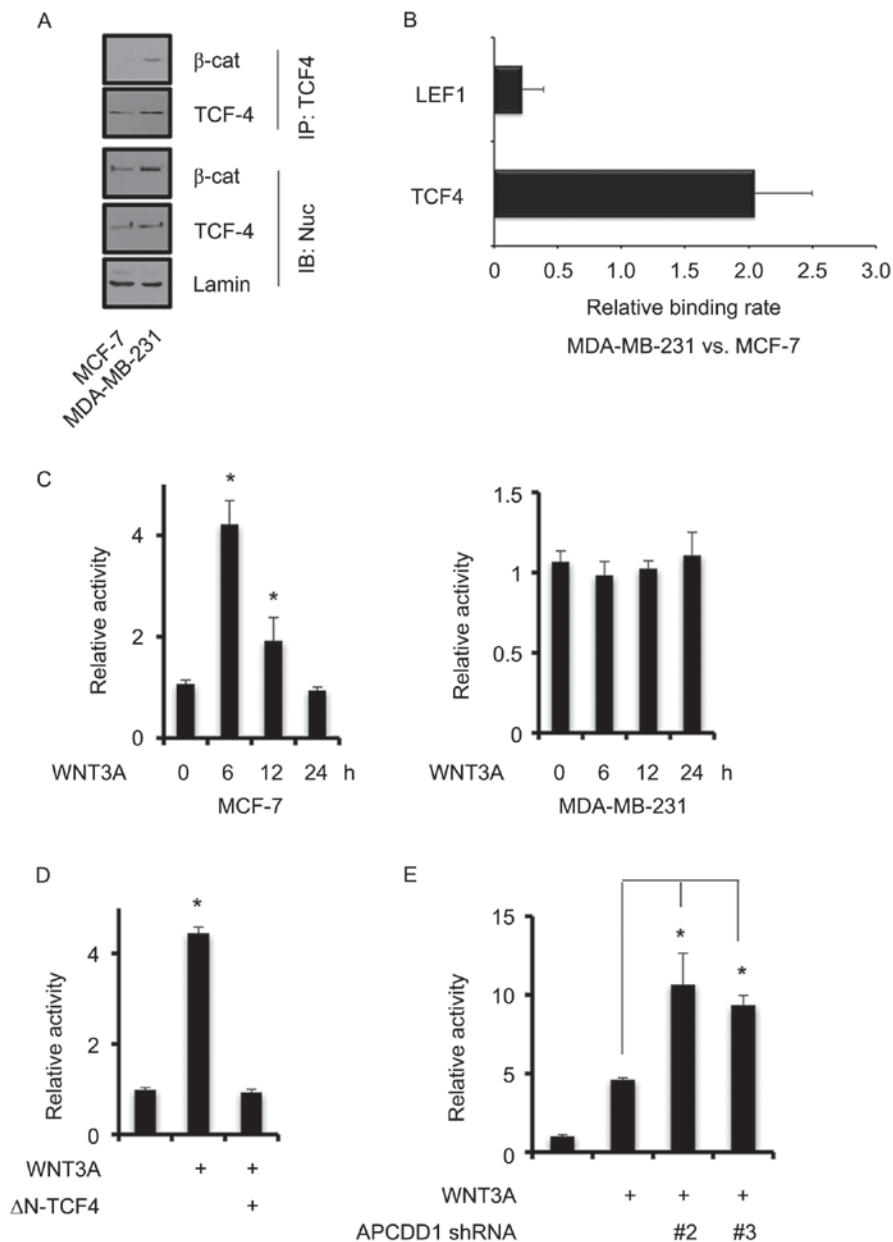 A
β-cat
TCF-4
IP: TCF4
β-cat
TCF-4
Lamin
IB: Nuc
MCF-7
MDA-MB-231
B
LEF1
TCF4
0 0.5 1.0 1.5 2.0 2.5 3.0
Relative binding rate
MDA-MB-231 vs. MCF-7
C
Relative activity
4
2
0
* *
WNT3A 0 6 12 24 h
MCF-7
Relative activity
1.5
1
0.5
0
WNT3A 0 6 12 24 h
MDA-MB-231
D
Relative activity
4
2
0
*
WNT3A + +
ΔN-TCF4 +
E
Relative activity
15
10
5
0
* *
WNT3A + + +
APCDD1 shRNA #2 #3